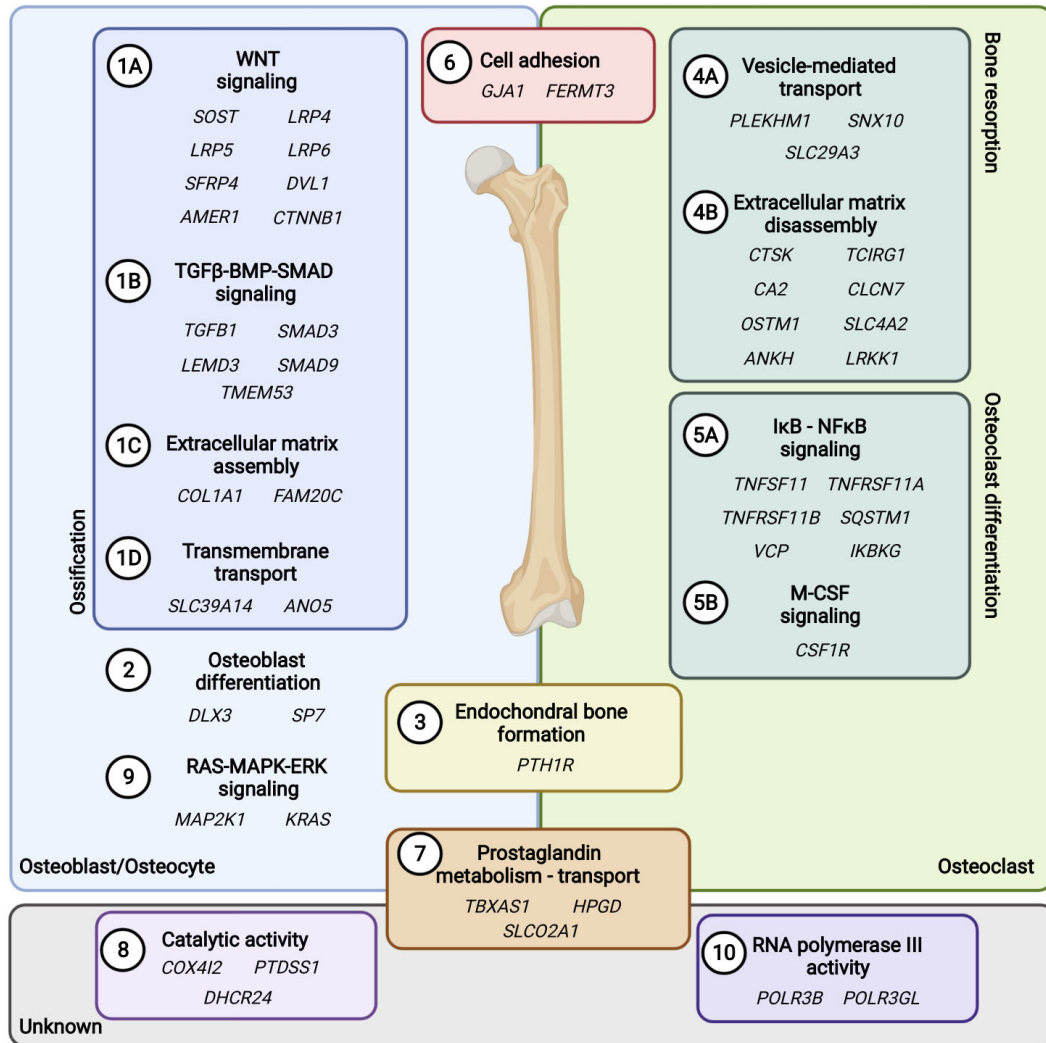 1A
WNT
signaling
SOST LRP4
LRP5 LRP6
SFRP4 DVL1
AMER1 CTNNB1
1B
TGFβ-BMP-SMAD
signaling
TGFB1 SMAD3
LEMD3 SMAD9
TMEM53
1C
Extracellular matrix
assembly
COL1A1 FAM20C
1D
Transmembrane
transport
SLC39A14 ANO5
Ossification
2
Osteoblast
differentiation
DLX3 SP7
9
RAS-MAPK-ERK
signaling
MAP2K1 KRAS
Osteoblast/Osteocyte
6
Cell adhesion
GJA1 FERMT3
3
Endochondral bone
formation
PTH1R
7
Prostaglandin
metabolism - transport
TBXAS1 HPGD
SLCO2A1
4A
Vesicle-mediated
transport
PLEKHM1 SNX10
SLC29A3
4B
Extracellular matrix
disassembly
CTSK TCIRG1
CA2 CLCN7
OSTM1 SLC4A2
ANKH LRKK1
Bone resorption
5A
IκB - NFκB
signaling
TNFSF11 TNFRSF11A
TNFRSF11B SQSTM1
VCP IKBKG
5B
M-CSF
signaling
CSF1R
Osteoclast differentiation
Osteoclast
8
Catalytic activity
COX4I2 PTDSS1
DHCR24
10
RNA polymerase III
activity
POLR3B POLR3GL
Unknown